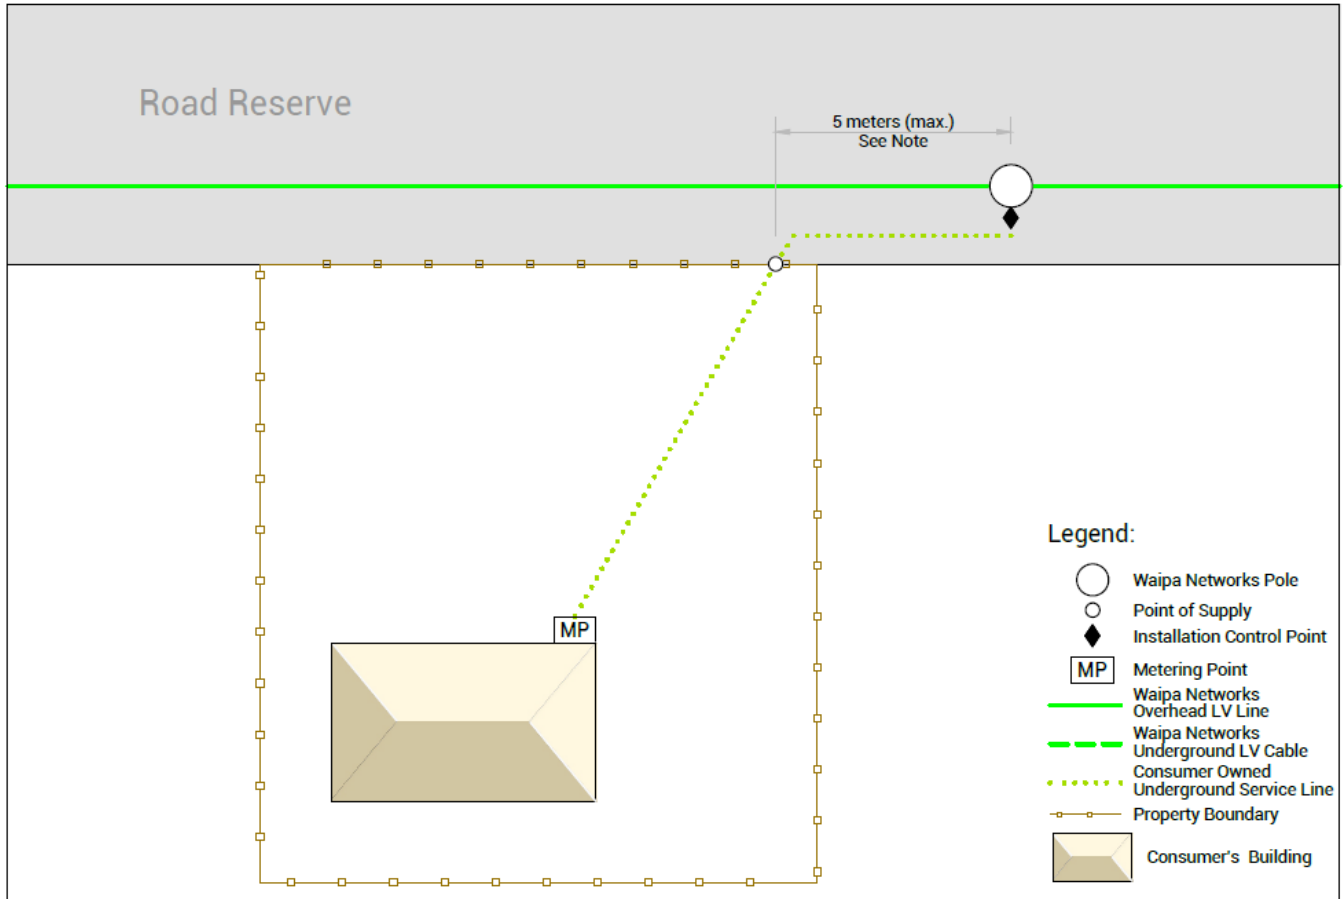 Road Reserve
5 meters (max.)
See Note
MP
Legend:
Waipa Networks Pole
Point of Supply
Installation Control Point
MP
Metering Point
Waipa Networks
Overhead LV Line
Waipa Networks
Underground LV Cable
Consumer Owned
Underground Service Line
Property Boundary
Consumer's Building